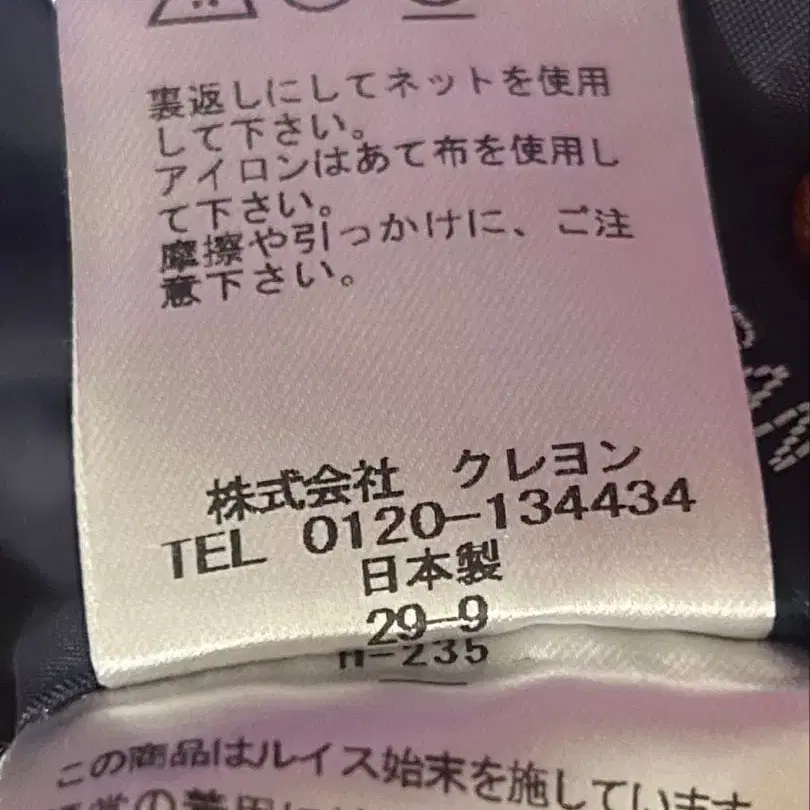 裏返しにしてネットを使用
して下さい。
アイロンはあて布を使用し
て下さい。
摩擦や引っかけに、ご注
意下さい。
株式会社 クレヨン
TEL 0120-134434
日本製
29-9
-235
この商品はルイス始末を施しています